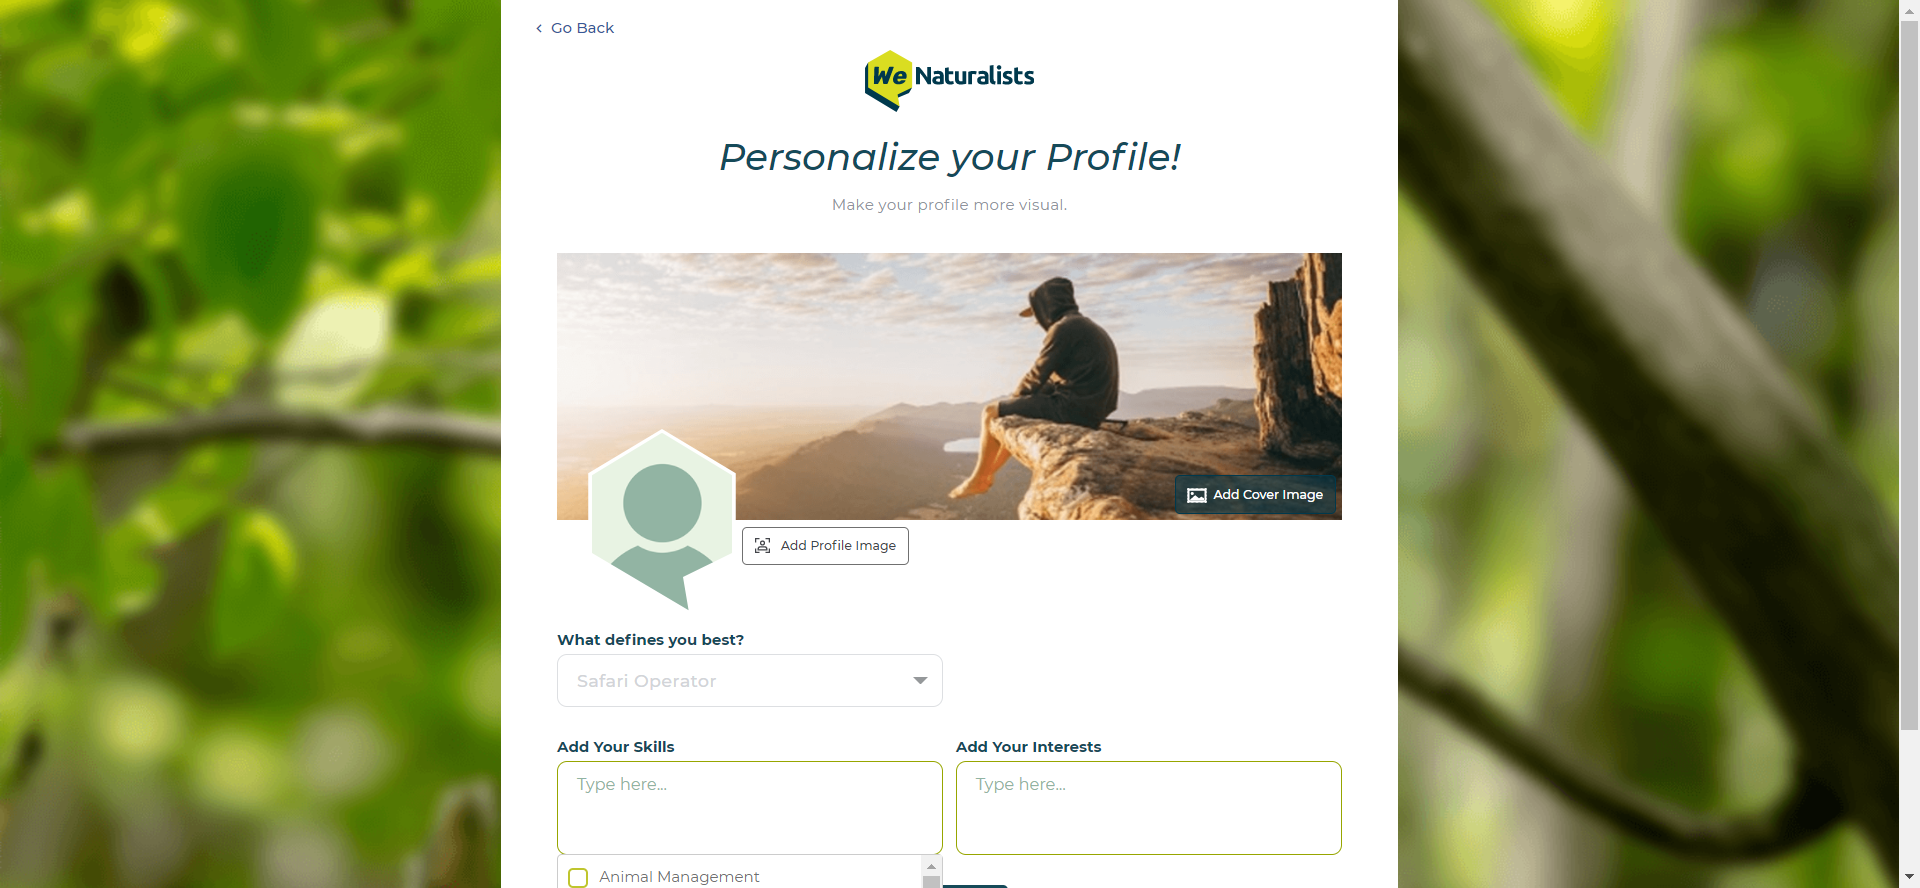 Go Back
We Naturalists
Personalize your Profile!
Make your profile more visual.
Add Cover Image
Add Profile Image
What defines you best?
Safari Operator
Add Your Skills
Add Your Interests
Type here...
Type here...
Animal Management